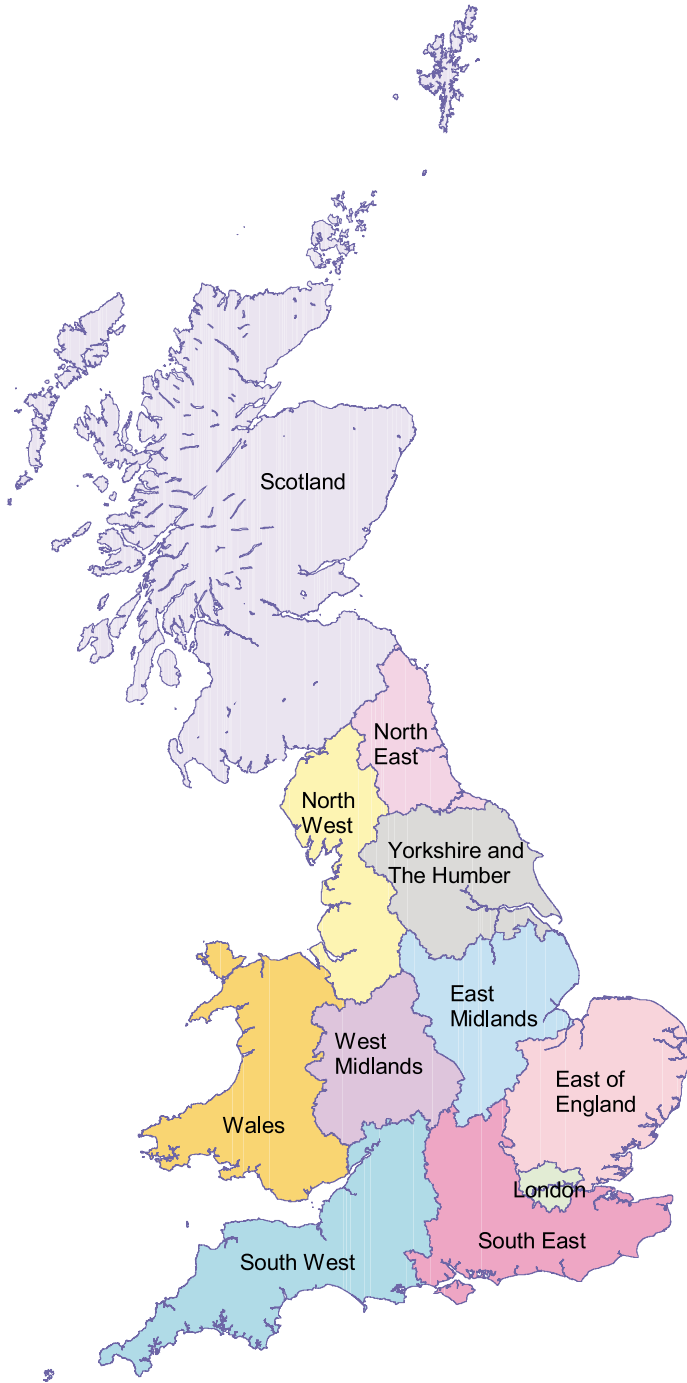 Scotland
North
East
North
West
Yorkshire and
The Humber
East
Midlands
West
Midlands
East of
England
Wales
London
South East
South West